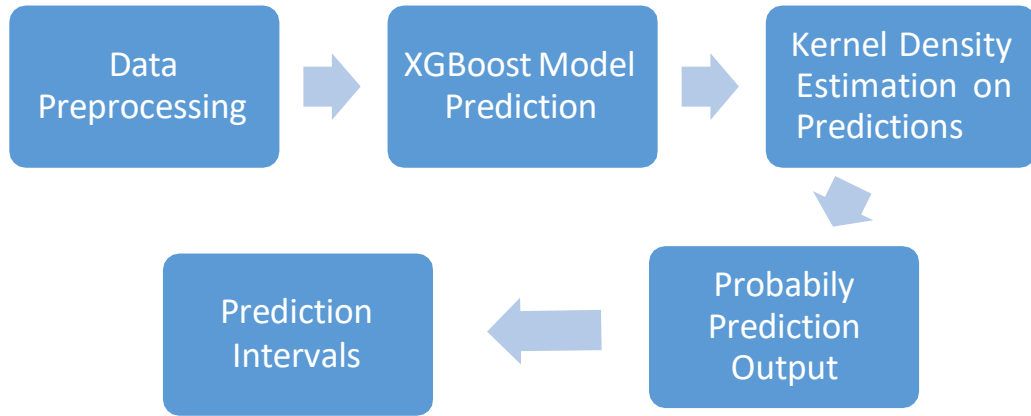 Data
Preprocessing
XGBoost Model
Prediction
Kernel Density
Estimation on
Predictions
Probabily
Prediction
Output
Prediction
Intervals